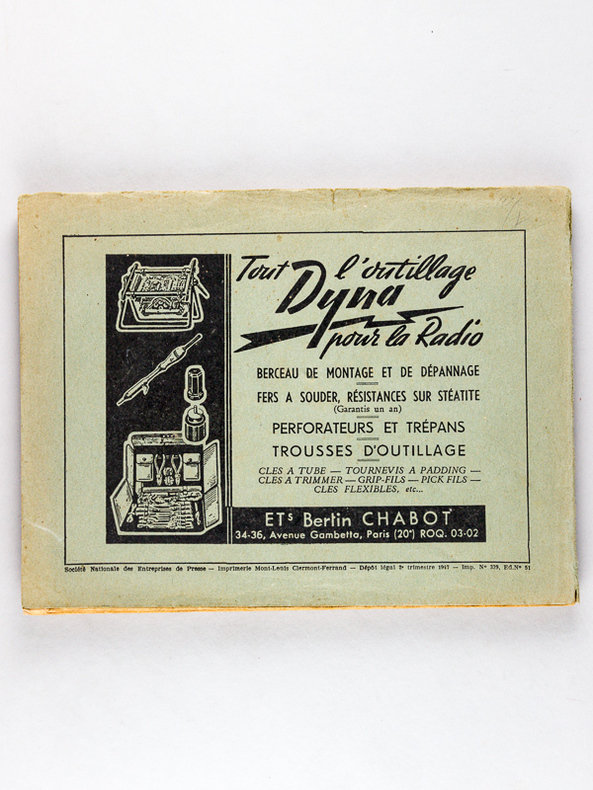 Tout l'outillage
Dyna
pour la Radio
BERCEAU DE MONTAGE ET DE DÉPANNAGE
FERS A SOUDER, RÉSISTANCES SUR STÉATITE
(Garantis un an)
PERFORATEURS ET TRÉPANS
TROUSSES D'OUTILLAGE
CLES A TUBE — TOURNEVIS A PADDING —
CLES A TRIMMER — GRIP-FILS — PICK FILS —
CLES FLEXIBLES, etc...
ETS Bertin CHABOT
34-36, Avenue Gambetta, Paris (20e) ROQ. 03-02
Société Nationale des Entreprises de Presse — Imprimerie Mont-Louis Clermont-Ferrand — Dépôt légal 2e trimestre 1947 — Imp. N° 329, Ed. N° 51